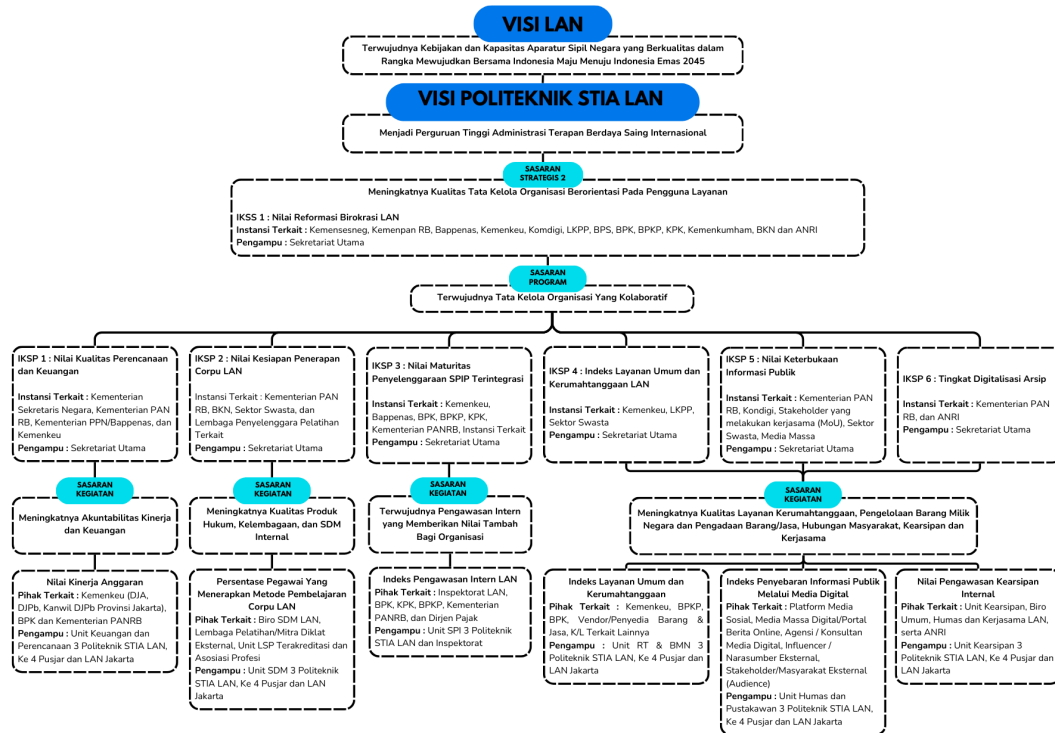 VISI LAN
Terwujudnya Kebijakan dan Kapasitas Aparatur Sipil Negara yang Berkualitas dalam
Rangka Mewujudkan Bersama Indonesia Maju Menuju Indonesia Emas 2045
VISI POLITEKNIK STIA LAN
Menjadi Perguruan Tinggi Administrasi Terapan Berdaya Saing Internasional
SASARAN
STRATEGIS 2
Meningkatnya Kualitas Tata Kelola Organisasi Berorientasi Pada Pengguna Layanan
IKSS 1 : Nilai Reformasi Birokrasi LAN
Instansi Terkait : Kemensesneg, Kemenpan RB, Bappenas, Kemenkeu, Komdigi, LKPP, BPS, BPK, BPKP, KPK, Kemenkumham, BKN dan ANRI
Pengampu : Sekretariat Utama
SASARAN
PROGRAM
Terwujudnya Tata Kelola Organisasi Yang Kolaboratif
IKSP 1 : Nilai Kualitas Perencanaan
dan Keuangan
Instansi Terkait : Kementerian
Sekretaris Negara, Kementerian PAN
RB, Kementerian PPN/Bappenas, dan
Kemenkeu
Pengampu : Sekretariat Utama
IKSP 2 : Nilai Kesiapan Penerapan
Corpu LAN
Instansi Terkait : Kementerian PAN
RB, BKN, Sektor Swasta, dan
Lembaga Penyelenggara Pelatihan
Terkait
Pengampu : Sekretariat Utama
IKSP 3 : Nilai Maturitas
Penyelenggaraan SPIP Terintegrasi
Instansi Terkait : Kemenkeu,
Bappenas, BPK, BPKP, KPK,
Kementerian PANRB, Instansi Terkait
Pengampu : Sekretariat Utama
IKSP 4 : Indeks Layanan Umum dan
Kerumahtanggaan LAN
Instansi Terkait : Kemenkeu, LKPP,
Sektor Swasta
Pengampu : Sekretariat Utama
IKSP 5 : Nilai Keterbukaan
Informasi Publik
Instansi Terkait : Kementerian PAN
RB, Kondigi, Stakeholder yang
melakukan kerjasama (MoU), Sektor
Swasta, Media Massa
Pengampu : Sekretariat Utama
IKSP 6 : Tingkat Digitalisasi Arsip
Instansi Terkait : Kementerian PAN
RB, dan ANRI
Pengampu : Sekretariat Utama
SASARAN
KEGIATAN
Meningkatnya Akuntabilitas Kinerja
dan Keuangan
SASARAN
KEGIATAN
Meningkatnya Kualitas Produk
Hukum, Kelembagaan, dan SDM
Internal
SASARAN
KEGIATAN
Terwujudnya Pengawasan Intern
yang Memberikan Nilai Tambah
Bagi Organisasi
SASARAN
KEGIATAN
Meningkatnya Kualitas Layanan Kerumahtanggaan, Pengelolaan Barang Milik
Negara dan Pengadaan Barang/Jasa, Hubungan Masyarakat, Kearsipan dan
Kerjasama
Nilai Kinerja Anggaran
Pihak Terkait : Kemenkeu (DJA,
DJPb, Kanwil DJPb Provinsi Jakarta),
BPK dan Kementerian PANRB
Pengampu : Unit Keuangan dan
Perencanaan 3 Politeknik STIA LAN,
Ke 4 Pusjar dan LAN Jakarta
Persentase Pegawai Yang
Menerapkan Metode Pembelajaran
Corpu LAN
Pihak Terkait : Biro SDM LAN,
Lembaga Pelatihan/Mitra Diklat
Eksternal, Unit LSP Terakreditasi dan
Asosiasi Profesi
Pengampu : Unit SDM 3 Politeknik
STIA LAN, Ke 4 Pusjar dan LAN
Jakarta
Indeks Pengawasan Intern LAN
Pihak Terkait : Inspektorat LAN,
BPK, KPK, BPKP, Kementerian
PANRB, dan Dirjen Pajak
Pengampu : Unit SPI 3 Politeknik
STIA LAN dan Inspektorat
Indeks Layanan Umum dan
Kerumahtanggaan
Pihak Terkait : Kemenkeu, BPKP,
BPK, Vendor/Penyedia Barang &
Jasa, K/L Terkait Lainnya
Pengampu : Unit RT & BMN 3
Politeknik STIA LAN, Ke 4 Pusjar dan
LAN Jakarta
Indeks Penyebaran Informasi Publik
Melalui Media Digital
Pihak Terkait : Platform Media
Sosial, Media Massa Digital/Portal
Berita Online, Agensi / Konsultan
Media Digital, Influencer /
Narasumber Eksternal,
Stakeholder/Masyarakat Eksternal
(Audience)
Pengampu : Unit Humas dan
Pustakawan 3 Politeknik STIA LAN,
Ke 4 Pusjar dan LAN Jakarta
Nilai Pengawasan Kearsipan
Internal
Pihak Terkait : Unit Kearsipan, Biro
Umum, Humas dan Kerjasama LAN,
serta ANRI
Pengampu : Unit Kearsipan 3
Politeknik STIA LAN, Ke 4 Pusjar dan
LAN Jakarta